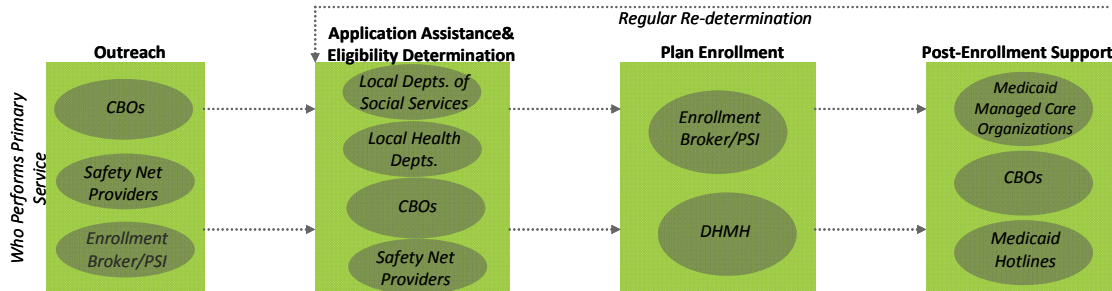 Regular Re-determination
Who Performs Primary
Service
Outreach
CBOs
Safety Net
Providers
Enrollment
Broker/PSI
Application Assistance&
Eligibility Determination
Local Depts. of
Social Services
Local Health
Depts.
CBOs
Safety Net
Providers
Plan Enrollment
Enrollment
Broker/PSI
DHMH
Post-Enrollment Support
Medicaid
Managed Care
Organizations
CBOs
Medicaid
Hotlines